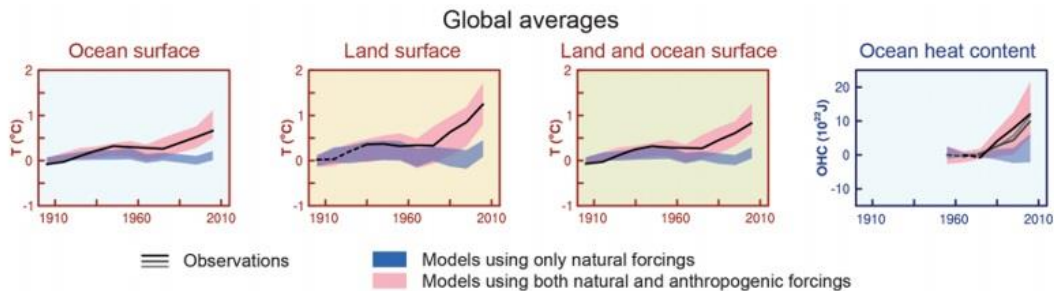 Global averages
Ocean surface
Land surface
Land and ocean surface
Ocean heat content
2
1
0
-1
T (°C)
1910
1960
2010
2
1
0
-1
T (°C)
1910
1960
2010
2
1
0
-1
T (°C)
1910
1960
2010
20
10
0
-10
OHC (10²²J)
1910
1960
2010
Observations
Models using only natural forcings
Models using both natural and anthropogenic forcings